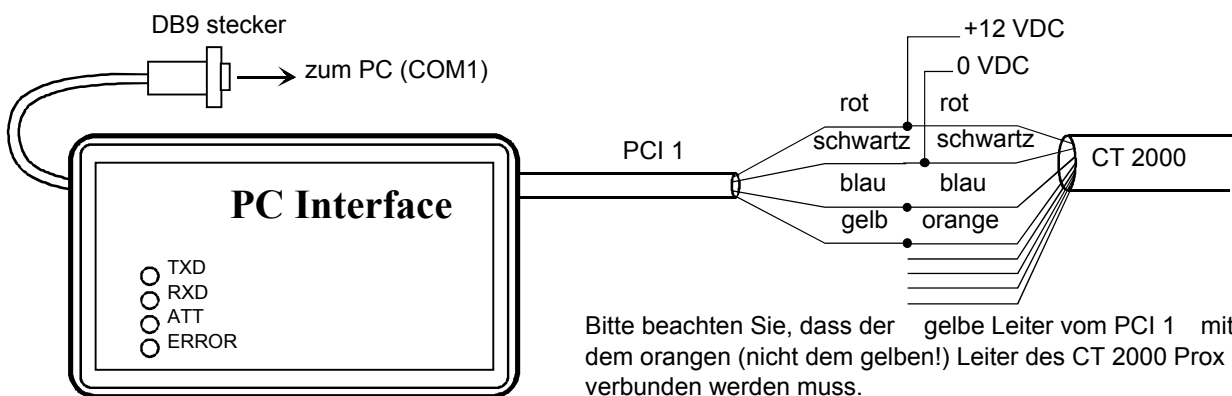 DB9 stecker
zum PC (COM1)
+12 VDC
0 VDC
rot rot
schwartz schwartz
PCI 1
CT 2000
blau blau
gelb orange
PC Interface
TXD
RXD
ATT
ERROR
Bitte beachten Sie, dass der gelbe Leiter vom PCI 1 mit
dem orangen (nicht dem gelben!) Leiter des CT 2000 Prox
verbunden werden muss.